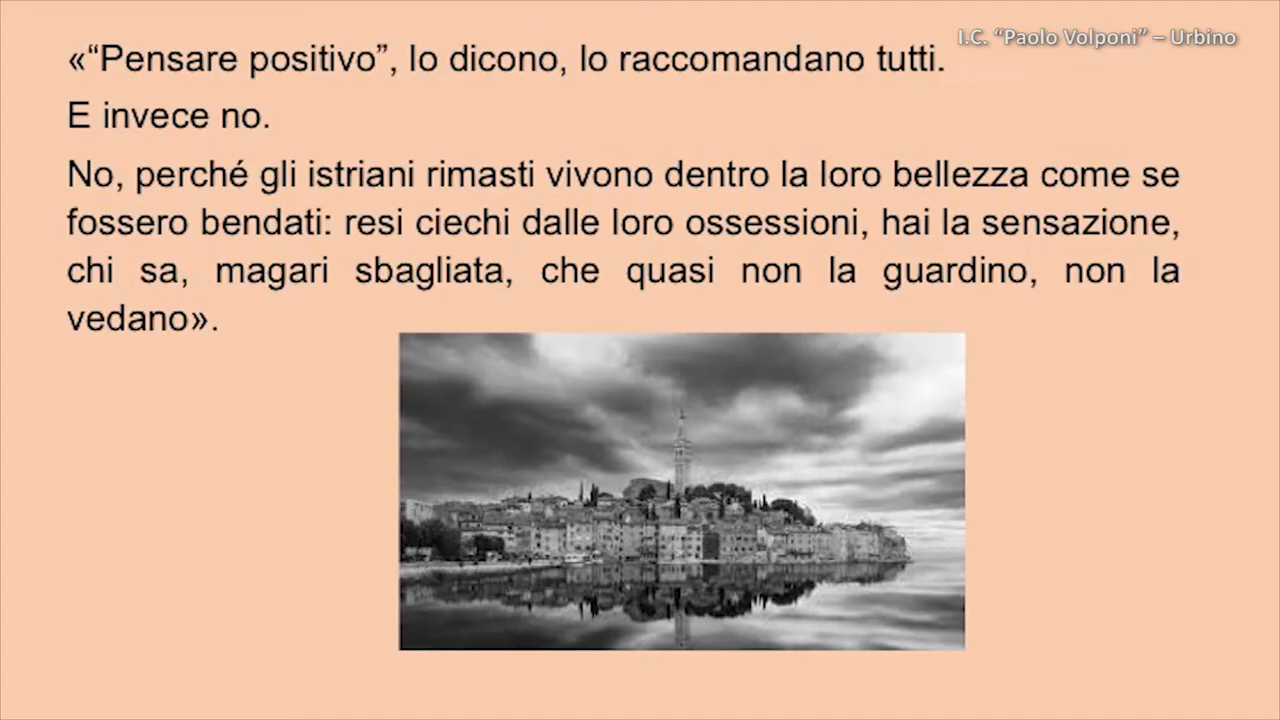 I.C. “Paolo Volponi” – Urbino
«“Pensare positivo”, lo dicono, lo raccomandano tutti.
E invece no.
No, perché gli istriani rimasti vivono dentro la loro bellezza come se
fossero bendati: resi ciechi dalle loro ossessioni, hai la sensazione,
chi sa, magari sbagliata, che quasi non la guardino, non la
vedano».